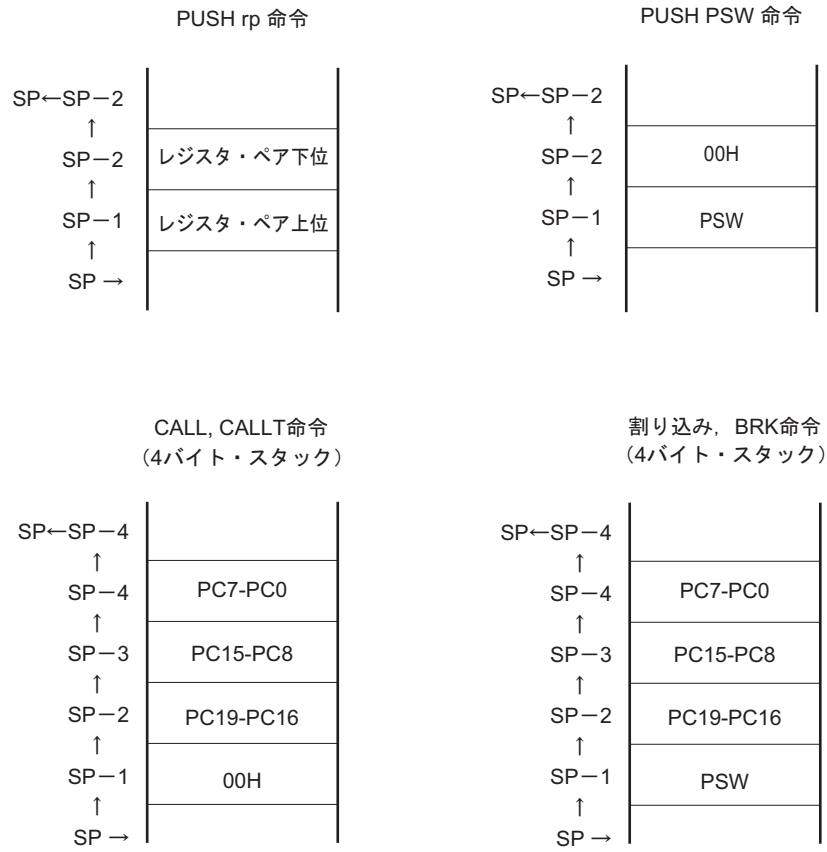 PUSH rp 命令
SP←SP－2
↑
SP－2
レジスタ・ペア下位
↑
SP－1
レジスタ・ペア上位
↑
SP →
PUSH PSW 命令
SP←SP－2
↑
SP－2
00H
↑
SP－1
PSW
↑
SP →
CALL, CALLT命令
（4バイト・スタック）
SP←SP－4
↑
SP－4
PC7-PC0
↑
SP－3
PC15-PC8
↑
SP－2
PC19-PC16
↑
SP－1
00H
↑
SP →
割り込み，BRK命令
（4バイト・スタック）
SP←SP－4
↑
SP－4
PC7-PC0
↑
SP－3
PC15-PC8
↑
SP－2
PC19-PC16
↑
SP－1
PSW
↑
SP →